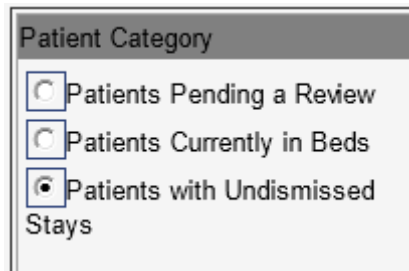 Patient Category
Patients Pending a Review
Patients Currently in Beds
Patients with Undismissed
Stays